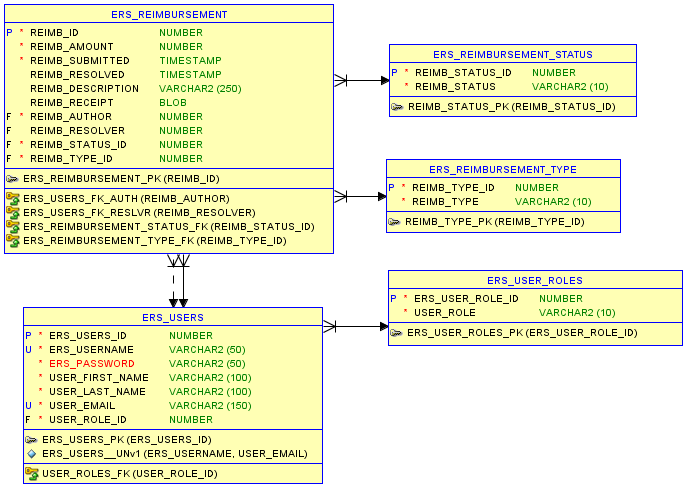 ERS_REIMBURSEMENT
P * REIMB_ID NUMBER
* REIMB_AMOUNT NUMBER
* REIMB_SUBMITTED TIMESTAMP
REIMB_RESOLVED TIMESTAMP
REIMB_DESCRIPTION VARCHAR2 (250)
REIMB_RECEIPT BLOB
F * REIMB_AUTHOR NUMBER
F REIMB_RESOLVER NUMBER
F * REIMB_STATUS_ID NUMBER
F * REIMB_TYPE_ID NUMBER
ERS_REIMBURSEMENT_PK (REIMB_ID)
ERS_USERS_FK_AUTH (REIMB_AUTHOR)
ERS_USERS_FK_RESLVR (REIMB_RESOLVER)
ERS_REIMBURSEMENT_STATUS_FK (REIMB_STATUS_ID)
ERS_REIMBURSEMENT_TYPE_FK (REIMB_TYPE_ID)
ERS_REIMBURSEMENT_STATUS
P * REIMB_STATUS_ID NUMBER
* REIMB_STATUS VARCHAR2 (10)
REIMB_STATUS_PK (REIMB_STATUS_ID)
ERS_REIMBURSEMENT_TYPE
P * REIMB_TYPE_ID NUMBER
* REIMB_TYPE VARCHAR2 (10)
REIMB_TYPE_PK (REIMB_TYPE_ID)
ERS_USER_ROLES
P * ERS_USER_ROLE_ID NUMBER
* USER_ROLE VARCHAR2 (10)
ERS_USER_ROLES_PK (ERS_USER_ROLE_ID)
ERS_USERS
P * ERS_USERS_ID NUMBER
U * ERS_USERNAME VARCHAR2 (50)
* ERS_PASSWORD VARCHAR2 (50)
* USER_FIRST_NAME VARCHAR2 (100)
* USER_LAST_NAME VARCHAR2 (100)
U * USER_EMAIL VARCHAR2 (150)
F * USER_ROLE_ID NUMBER
ERS_USERS_PK (ERS_USERS_ID)
ERS_USERS__UNv1 (ERS_USERNAME, USER_EMAIL)
USER_ROLES_FK (USER_ROLE_ID)